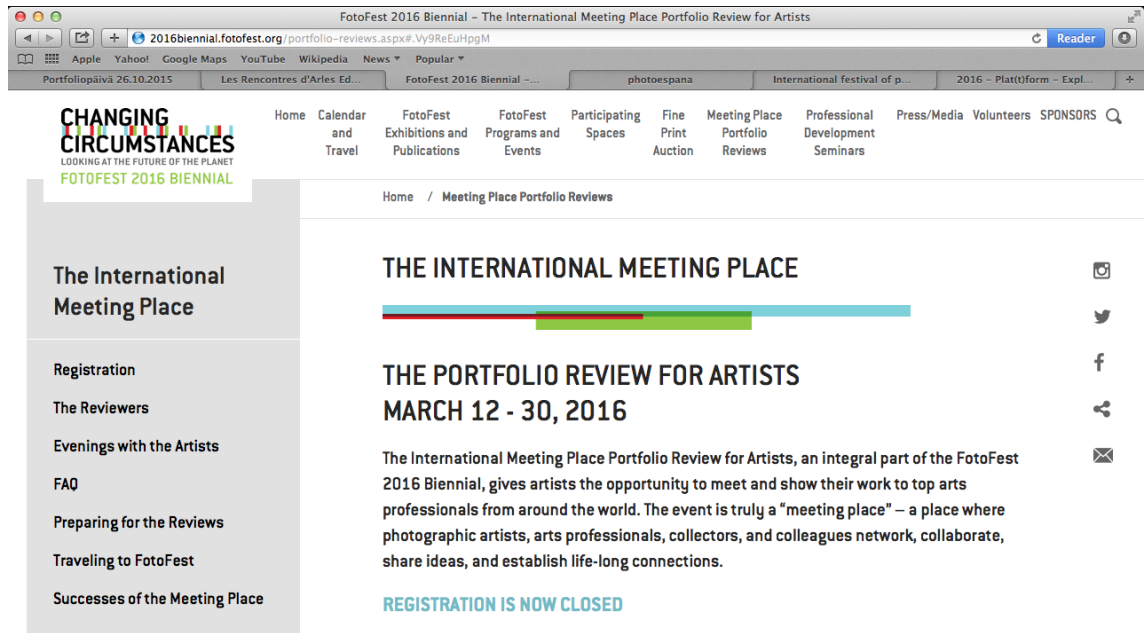 FotoFest 2016 Biennial – The International Meeting Place Portfolio Review for Artists
2016biennial.fotofest.org/portfolio-reviews.aspx#.Vy9ReEuHpgM
Reader
Apple Yahoo! Google Maps YouTube Wikipedia News Popular
Portfoliopäivä 26.10.2015
Les Rencontres d'Arles Ed...
FotoFest 2016 Biennial –...
photoespana
International festival of p...
2016 – Plat(t)form – Expl...
CHANGING
CIRCUMSTANCES
LOOKING AT THE FUTURE OF THE PLANET
FOTOFEST 2016 BIENNIAL
Home
Calendar
and
Travel
FotoFest
Exhibitions and
Publications
FotoFest
Programs and
Events
Participating
Spaces
Fine
Print
Auction
Meeting Place
Portfolio
Reviews
Professional
Development
Seminars
Press/Media
Volunteers
SPONSORS
Home / Meeting Place Portfolio Reviews
The International
Meeting Place
Registration
The Reviewers
Evenings with the Artists
FAQ
Preparing for the Reviews
Traveling to FotoFest
Successes of the Meeting Place
THE INTERNATIONAL MEETING PLACE
THE PORTFOLIO REVIEW FOR ARTISTS
MARCH 12 - 30, 2016
The International Meeting Place Portfolio Review for Artists, an integral part of the FotoFest
2016 Biennial, gives artists the opportunity to meet and show their work to top arts
professionals from around the world. The event is truly a “meeting place” – a place where
photographic artists, arts professionals, collectors, and colleagues network, collaborate,
share ideas, and establish life-long connections.
REGISTRATION IS NOW CLOSED